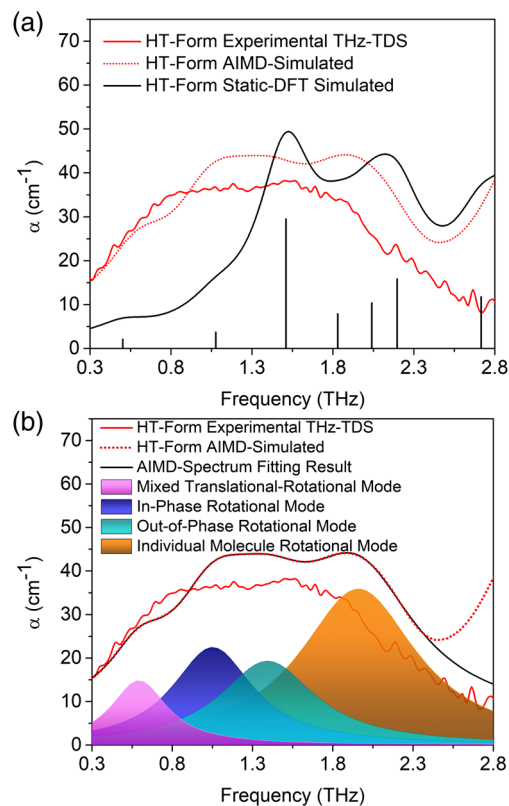 (a)
HT-Form Experimental THz-TDS
HT-Form AIMD-Simulated
HT-Form Static-DFT Simulated
α (cm⁻¹)
70
60
50
40
30
20
10
0
0.3 0.8 1.3 1.8 2.3 2.8
Frequency (THz)
(b)
HT-Form Experimental THz-TDS
HT-Form AIMD-Simulated
AIMD-Spectrum Fitting Result
Mixed Translational-Rotational Mode
In-Phase Rotational Mode
Out-of-Phase Rotational Mode
Individual Molecule Rotational Mode
α (cm⁻¹)
70
60
50
40
30
20
10
0
0.3 0.8 1.3 1.8 2.3 2.8
Frequency (THz)